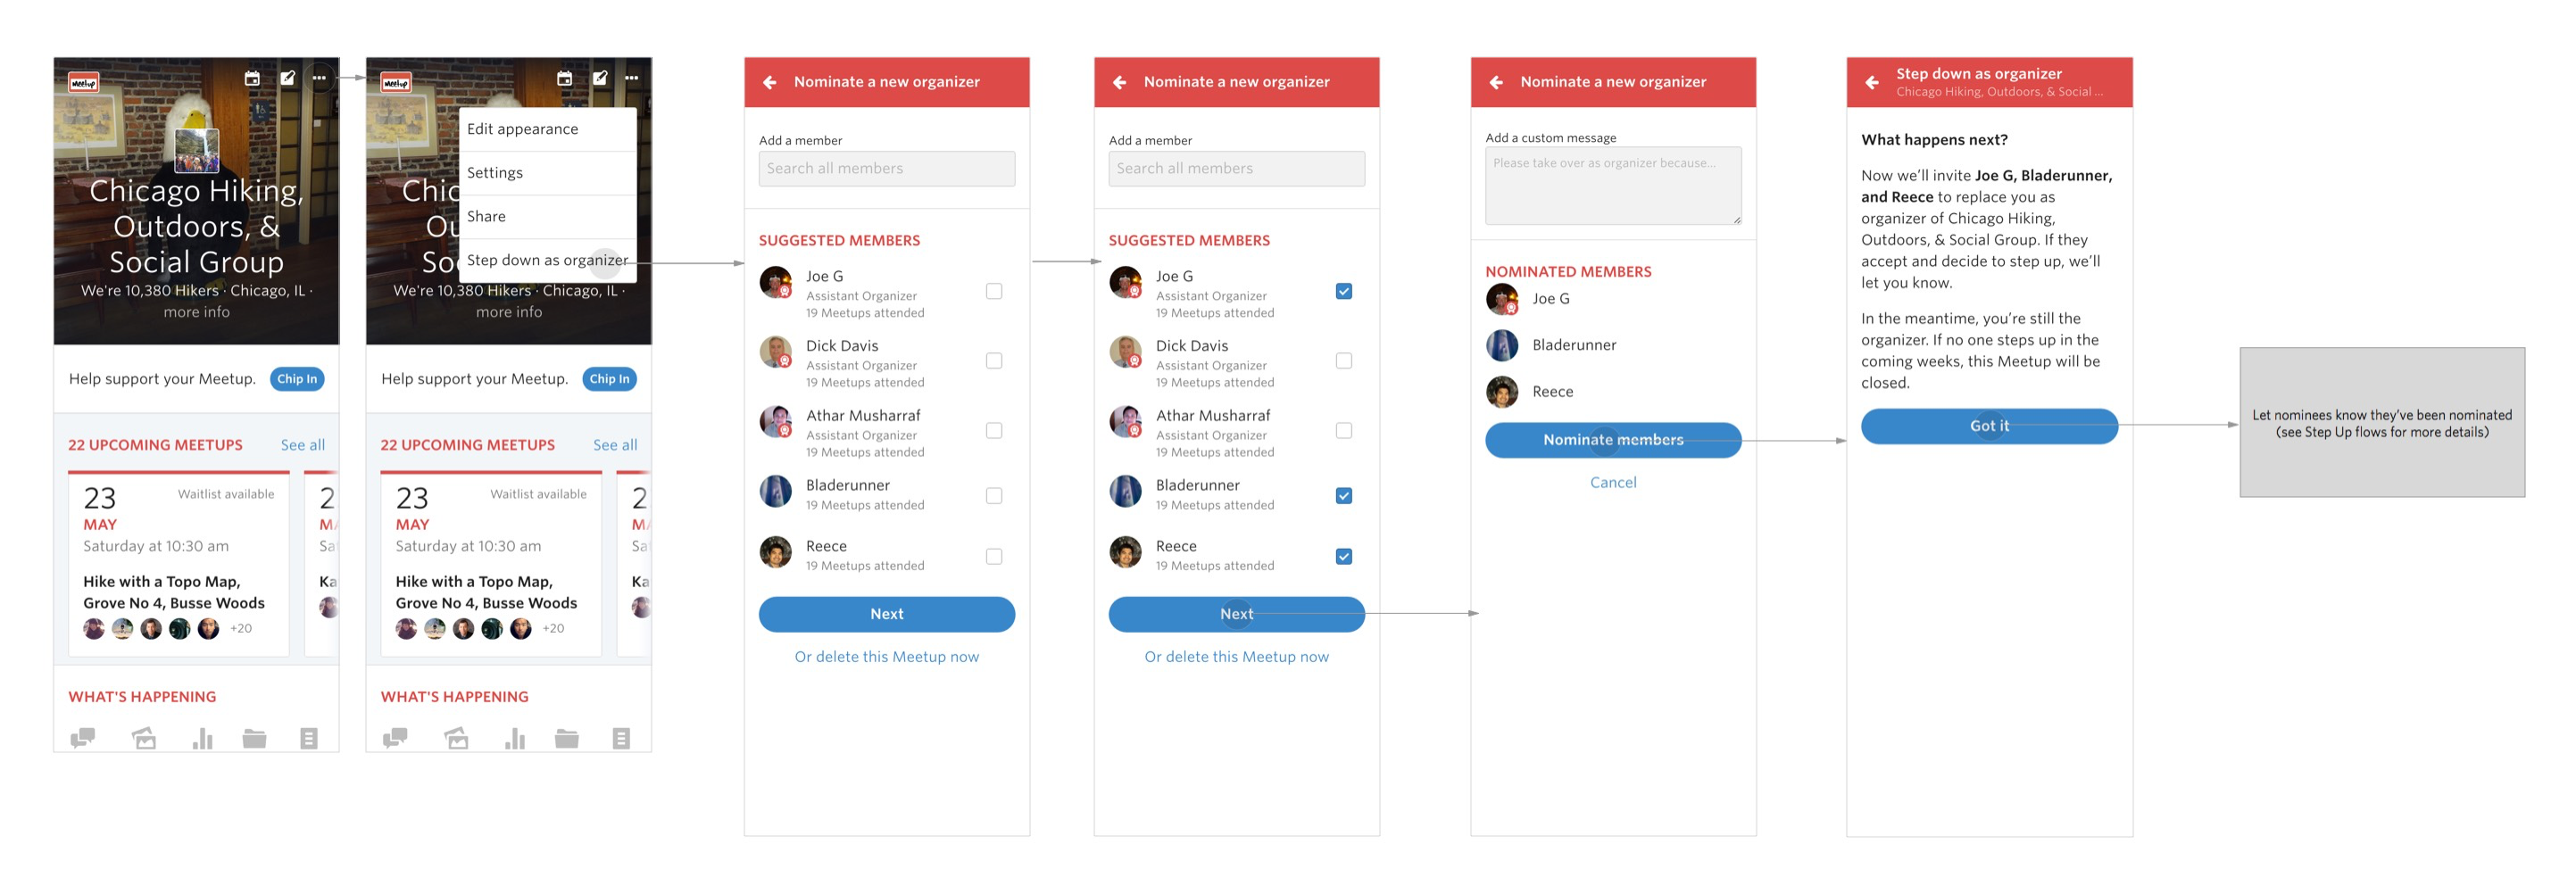 meetup
Chicago Hiking,
Outdoors, &
Social Group
We're 10,380 Hikers · Chicago, IL ·
more info
Help support your Meetup.
Chip In
22 UPCOMING MEETUPS
See all
23
Waitlist available
MAY
Saturday at 10:30 am
Hike with a Topo Map,
Grove No 4, Busse Woods
+20
2
Sa
Ka
WHAT'S HAPPENING
meetup
Edit appearance
Settings
Share
Step down as organizer
Chic
Ou
Soc
We're 10,380 Hikers · Chicago, IL ·
more info
Help support your Meetup.
Chip In
22 UPCOMING MEETUPS
See all
23
Waitlist available
MAY
Saturday at 10:30 am
Hike with a Topo Map,
Grove No 4, Busse Woods
+20
2
Sa
Ka
WHAT'S HAPPENING
Nominate a new organizer
Add a member
Search all members
SUGGESTED MEMBERS
Joe G
Assistant Organizer
19 Meetups attended
Dick Davis
Assistant Organizer
19 Meetups attended
Athar Musharraf
Assistant Organizer
19 Meetups attended
Bladerunner
19 Meetups attended
Reece
19 Meetups attended
Next
Or delete this Meetup now
Nominate a new organizer
Add a member
Search all members
SUGGESTED MEMBERS
Joe G
Assistant Organizer
19 Meetups attended
Dick Davis
Assistant Organizer
19 Meetups attended
Athar Musharraf
Assistant Organizer
19 Meetups attended
Bladerunner
19 Meetups attended
Reece
19 Meetups attended
Next
Or delete this Meetup now
Nominate a new organizer
Add a custom message
Please take over as organizer because...
NOMINATED MEMBERS
Joe G
Bladerunner
Reece
Nominate members
Cancel
Step down as organizer
Chicago Hiking, Outdoors, & Social ...
What happens next?
Now we'll invite Joe G, Bladerunner,
and Reece to replace you as
organizer of Chicago Hiking,
Outdoors, & Social Group. If they
accept and decide to step up, we'll
let you know.
In the meantime, you're still the
organizer. If no one steps up in the
coming weeks, this Meetup will be
closed.
Got it
Let nominees know they've been nominated
(see Step Up flows for more details)